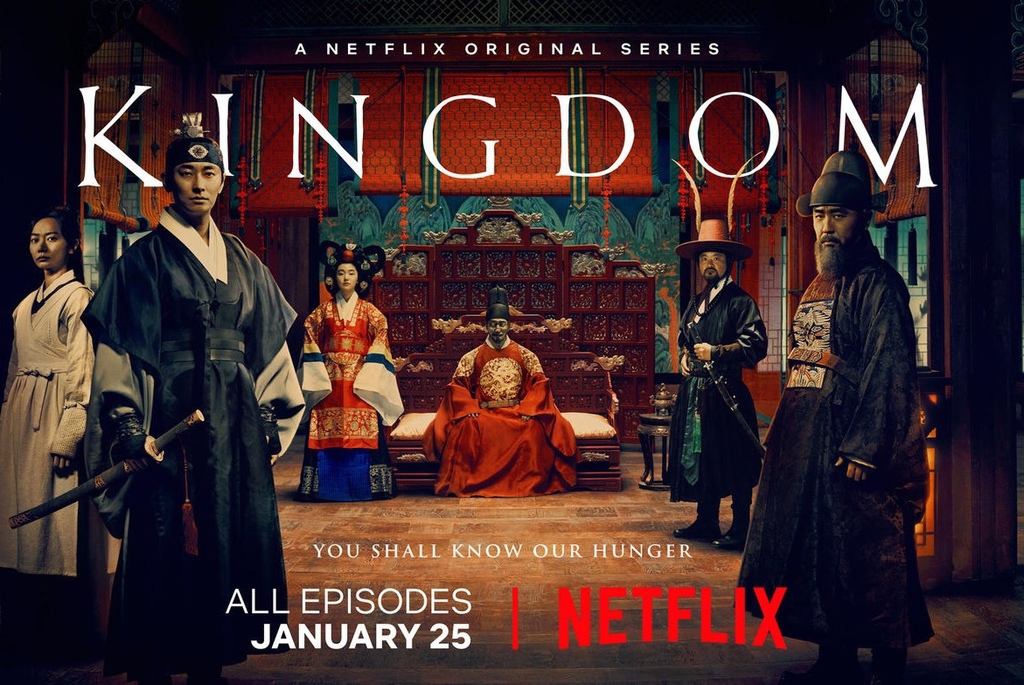 A NETFLIX ORIGINAL SERIES
KINGDOM
YOU SHALL KNOW OUR HUNGER
ALL EPISODES
JANUARY 25
NETFLIX